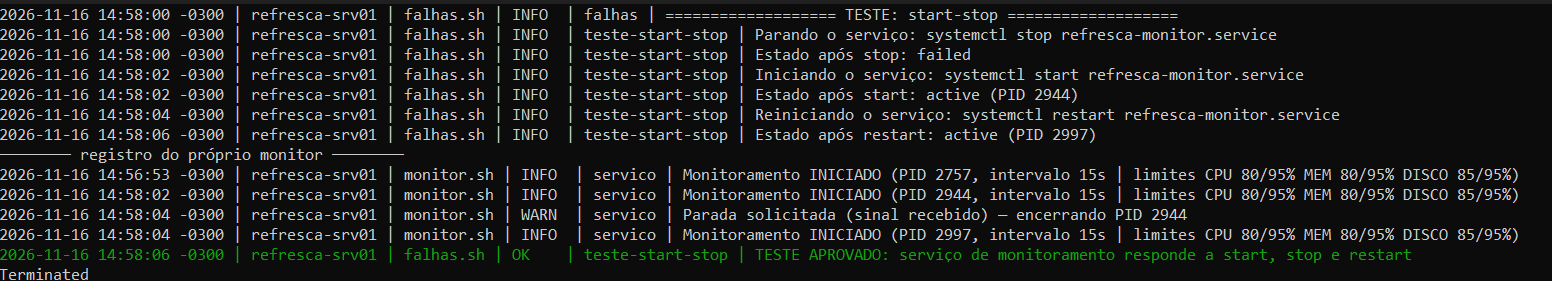 2026-11-16 14:58:00 -0300 | refresca-srv01 | falhas.sh | INFO  | falhas | =================== TESTE: start-stop ===================
2026-11-16 14:58:00 -0300 | refresca-srv01 | falhas.sh | INFO  | teste-start-stop | Parando o serviço: systemctl stop refresca-monitor.service
2026-11-16 14:58:00 -0300 | refresca-srv01 | falhas.sh | INFO  | teste-start-stop | Estado após stop: failed
2026-11-16 14:58:02 -0300 | refresca-srv01 | falhas.sh | INFO  | teste-start-stop | Iniciando o serviço: systemctl start refresca-monitor.service
2026-11-16 14:58:02 -0300 | refresca-srv01 | falhas.sh | INFO  | teste-start-stop | Estado após start: active (PID 2944)
2026-11-16 14:58:04 -0300 | refresca-srv01 | falhas.sh | INFO  | teste-start-stop | Reiniciando o serviço: systemctl restart refresca-monitor.service
2026-11-16 14:58:06 -0300 | refresca-srv01 | falhas.sh | INFO  | teste-start-stop | Estado após restart: active (PID 2997)
──────── registro do próprio monitor ────────
2026-11-16 14:56:53 -0300 | refresca-srv01 | monitor.sh | INFO  | servico | Monitoramento INICIADO (PID 2757, intervalo 15s | limites CPU 80/95% MEM 80/95% DISCO 85/95%)
2026-11-16 14:58:02 -0300 | refresca-srv01 | monitor.sh | INFO  | servico | Monitoramento INICIADO (PID 2944, intervalo 15s | limites CPU 80/95% MEM 80/95% DISCO 85/95%)
2026-11-16 14:58:04 -0300 | refresca-srv01 | monitor.sh | WARN  | servico | Parada solicitada (sinal recebido) — encerrando PID 2944
2026-11-16 14:58:04 -0300 | refresca-srv01 | monitor.sh | INFO  | servico | Monitoramento INICIADO (PID 2997, intervalo 15s | limites CPU 80/95% MEM 80/95% DISCO 85/95%)
2026-11-16 14:58:06 -0300 | refresca-srv01 | falhas.sh | OK    | teste-start-stop | TESTE APROVADO: serviço de monitoramento responde a start, stop e restart
Terminated